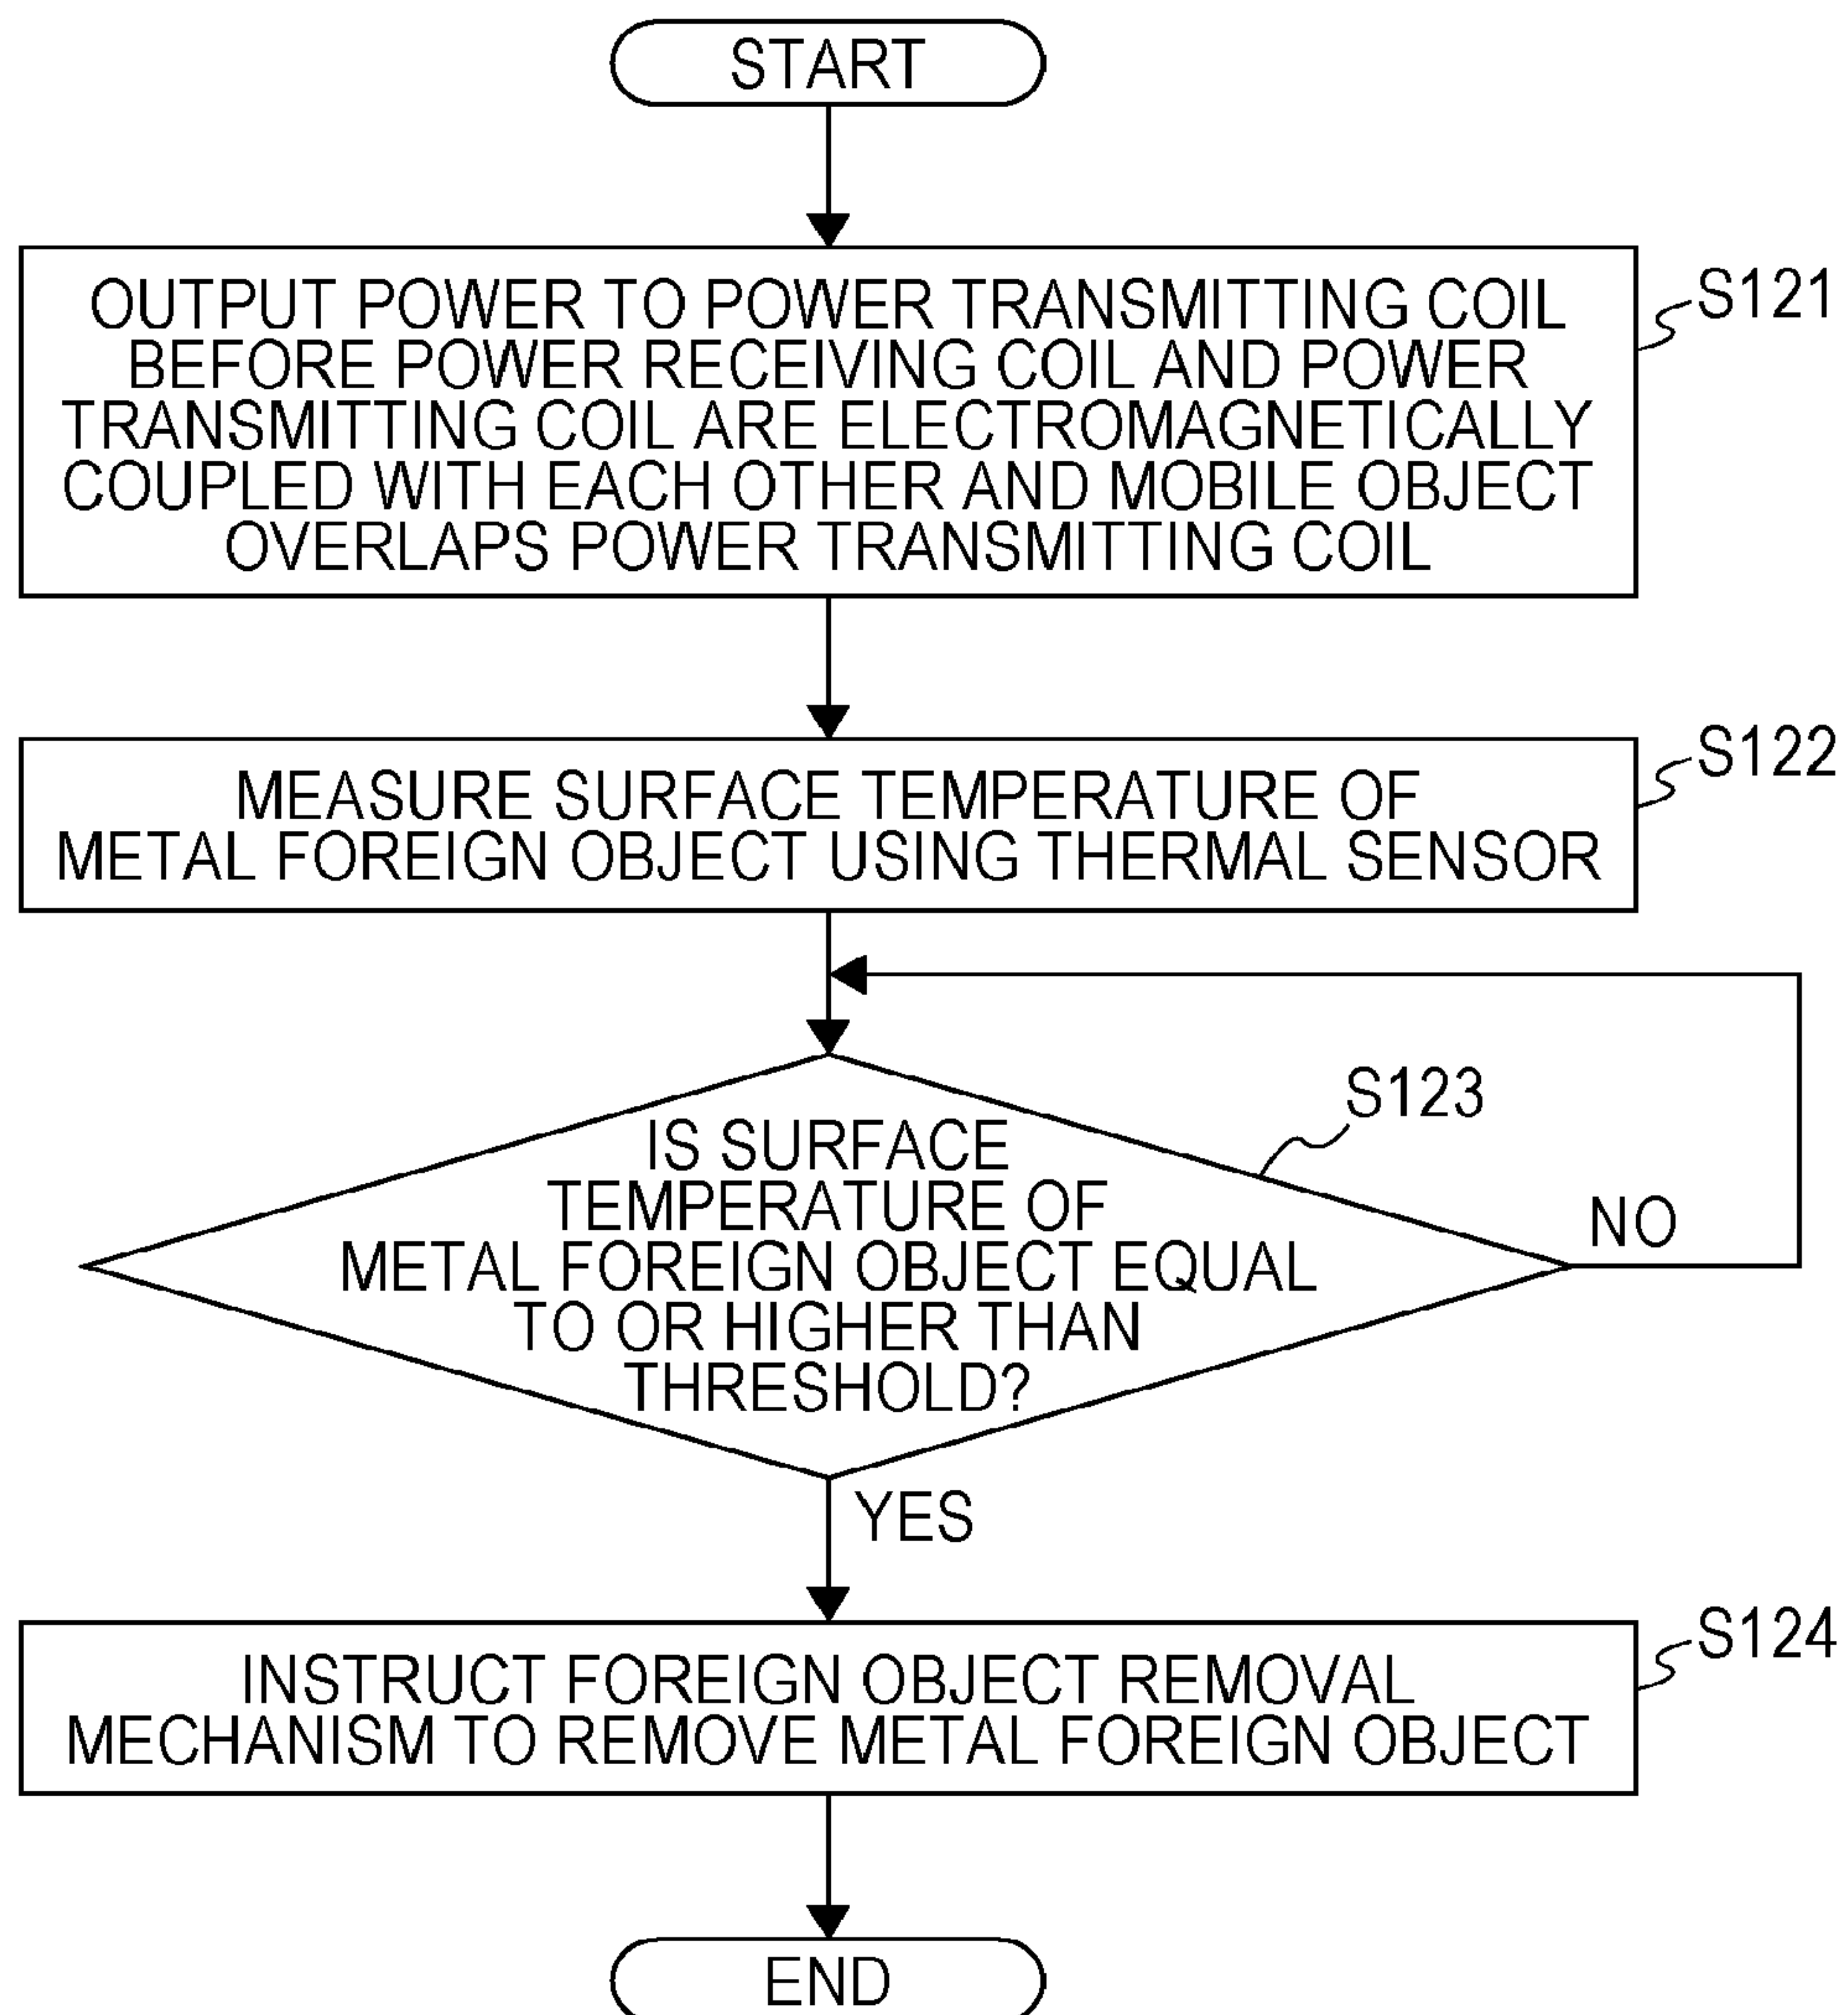 START
OUTPUT POWER TO POWER TRANSMITTING COIL
BEFORE POWER RECEIVING COIL AND POWER
TRANSMITTING COIL ARE ELECTROMAGNETICALLY
COUPLED WITH EACH OTHER AND MOBILE OBJECT
OVERLAPS POWER TRANSMITTING COIL
S121
MEASURE SURFACE TEMPERATURE OF
METAL FOREIGN OBJECT USING THERMAL SENSOR
S122
IS SURFACE
TEMPERATURE OF
METAL FOREIGN OBJECT EQUAL
TO OR HIGHER THAN
THRESHOLD?
S123
NO
YES
INSTRUCT FOREIGN OBJECT REMOVAL
MECHANISM TO REMOVE METAL FOREIGN OBJECT
S124
END